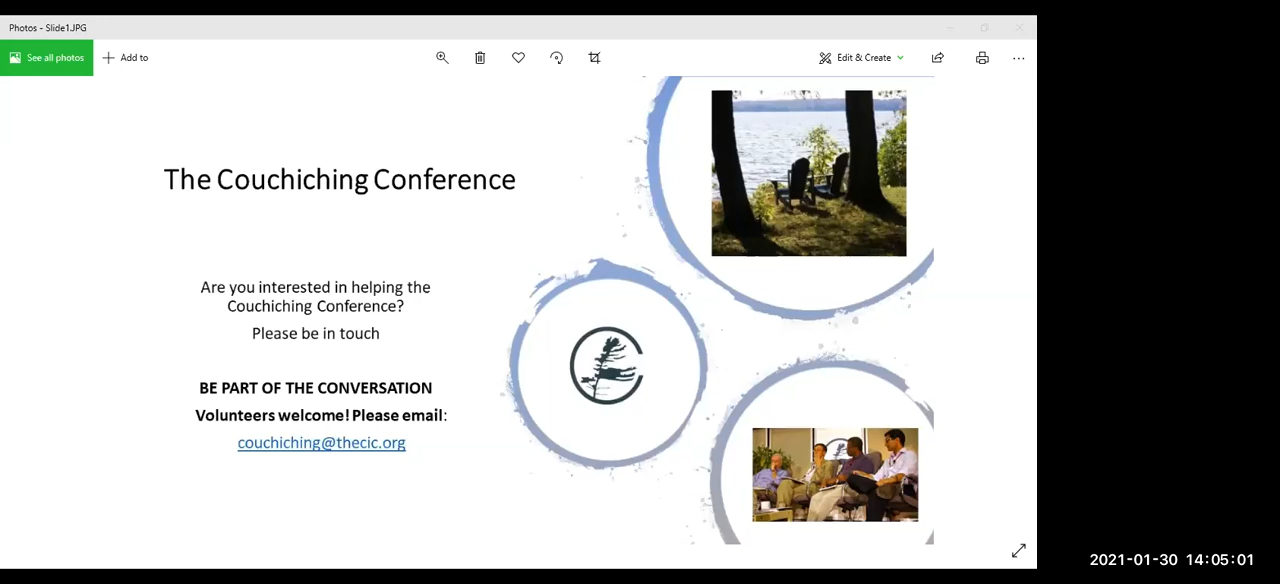 Photos - Slide1.JPG
See all photos
Add to
Edit & Create
The Couchiching Conference
Are you interested in helping the
Couchiching Conference?
Please be in touch
BE PART OF THE CONVERSATION
Volunteers welcome! Please email:
couchiching@thecic.org
2021-01-30 14:05:01